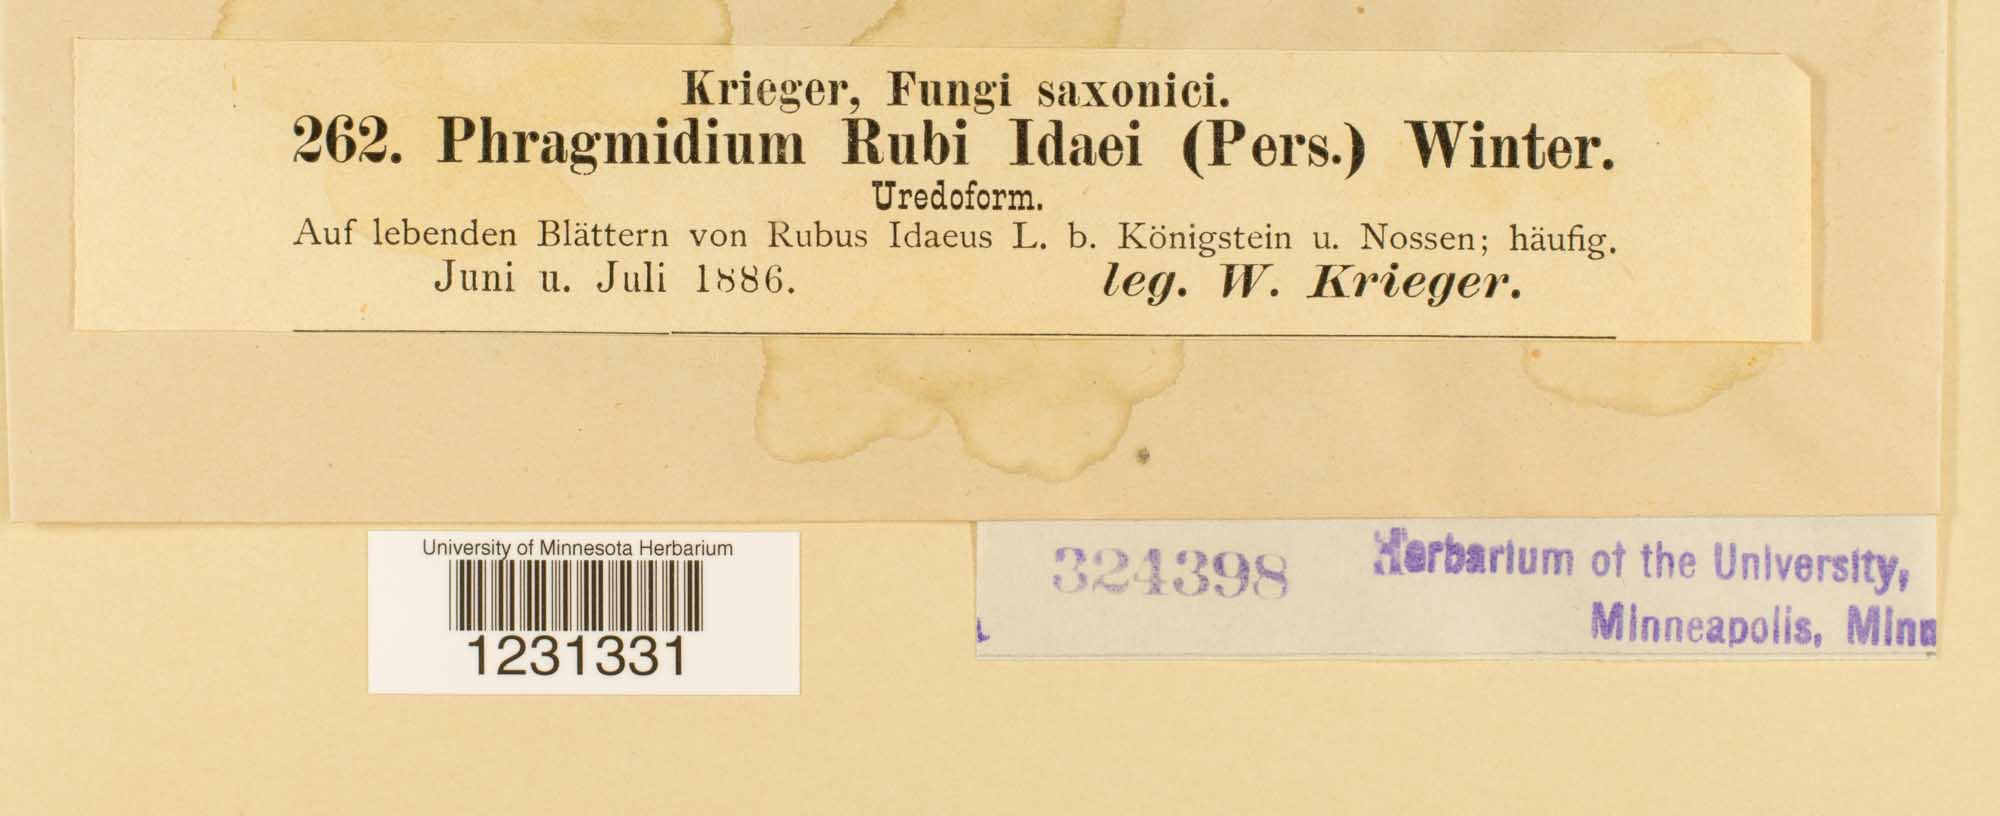 Krieger, Fungi saxonici.
262. Phragmidium Rubi Idaei (Pers.) Winter.
Uredoform.
Auf lebenden Blättern von Rubus Idaeus L. b. Königstein u. Nossen; häufig.
Juni u. Juli 1886. leg. W. Krieger.
University of Minnesota Herbarium
1231331
324398
Herbarium of the University,
Minneapolis, Minn